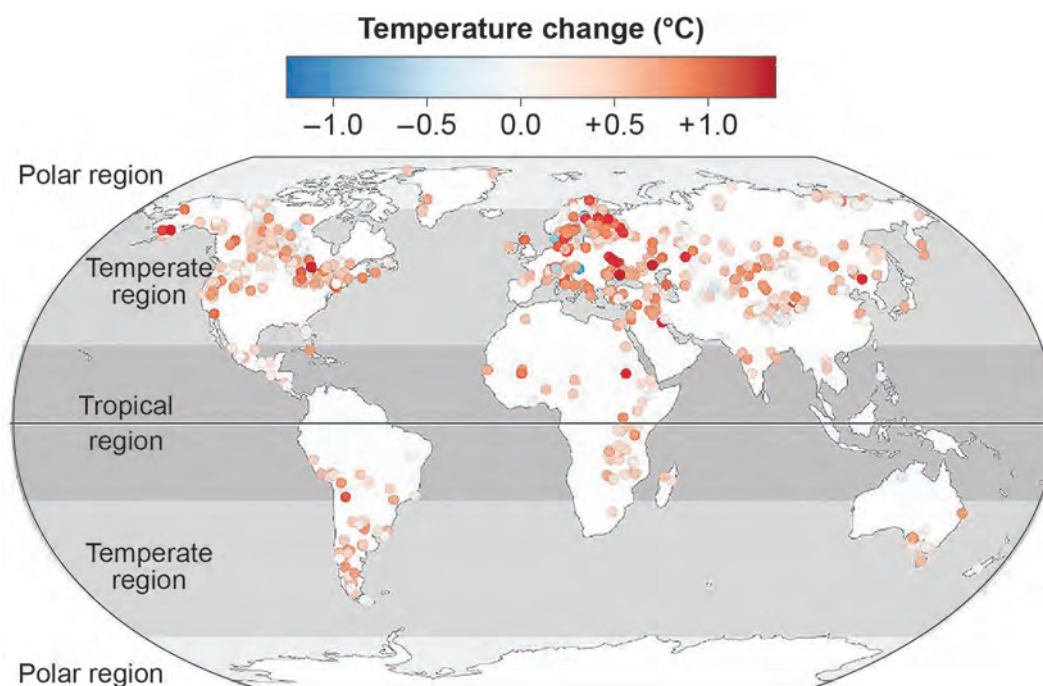 Temperature change (°C)
–1.0 –0.5 0.0 +0.5 +1.0
Polar region
Temperate
region
Tropical
region
Temperate
region
Polar region